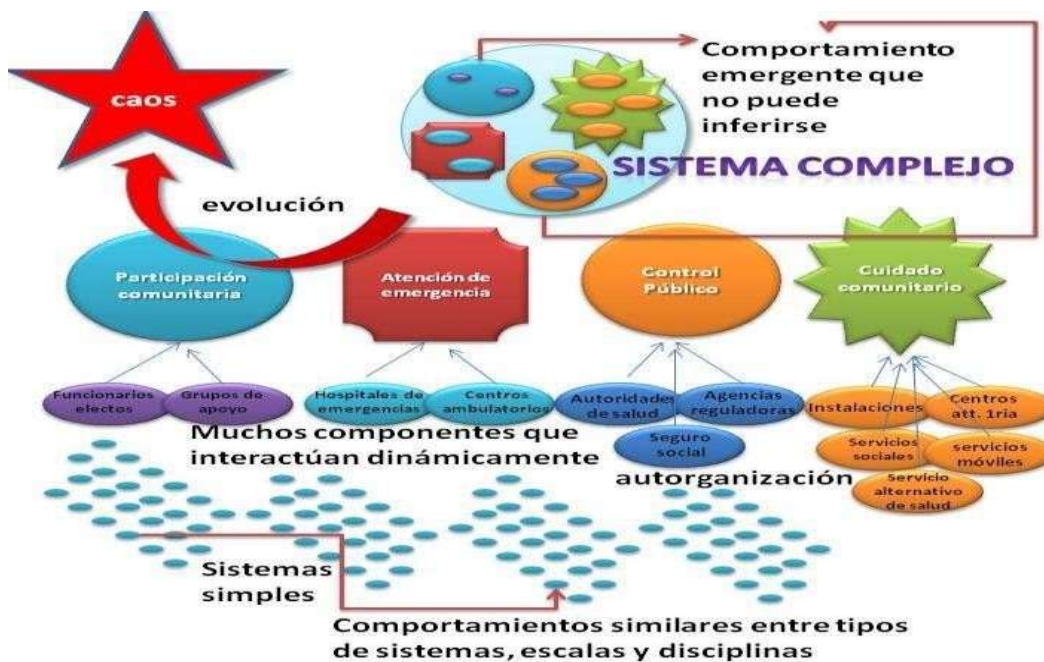 caos
Comportamiento
emergente que
no puede
inferirse
SISTEMA COMPLEJO
evolución
Participación
comunitaria
Atención de
emergencia
Control
Público
Cuidado
comunitario
Funcionarios
electos
Grupos de
apoyo
Hospitales de
emergencias
Centros
ambulatorios
Autoridades
de salud
Agencias
reguladoras
Seguro
social
Instalaciones
Centros
att. 1ria
Servicios
sociales
servicios
móviles
Servicio
alternativo
de salud
Muchos componentes que
interactúan dinámicamente
autorganización
Sistemas
simples
Comportamientos similares entre tipos
de sistemas, escalas y disciplinas